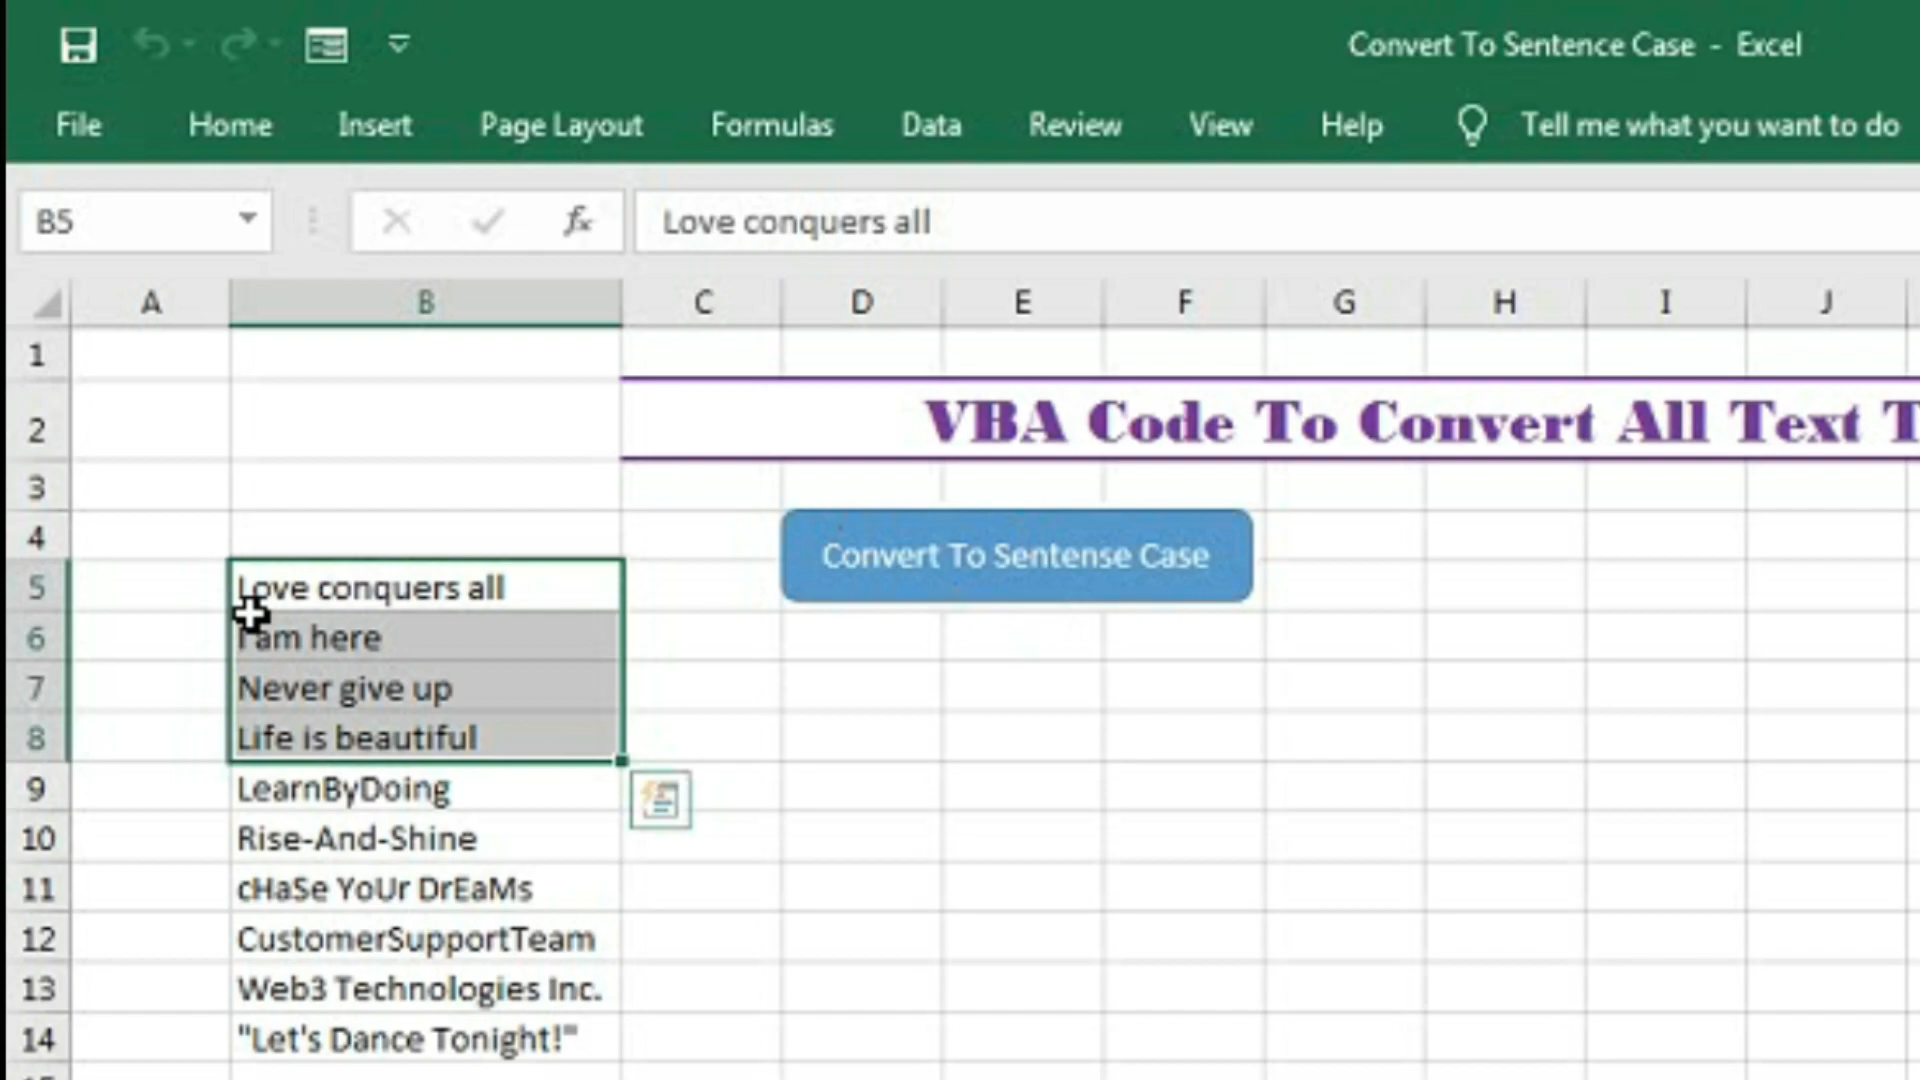 Convert To Sentence Case - Excel
File Home Insert Page Layout Formulas Data Review View Help Tell me what you want to do
B5 fx Love conquers all
A B C D E F G H I J
1
2 VBA Code To Convert All Text T
3
4
Convert To Sentense Case
5 Love conquers all
6 I am here
7 Never give up
8 Life is beautiful
9 LearnByDoing
10 Rise-And-Shine
11 cHaSe YoUr DrEaMs
12 CustomerSupportTeam
13 Web3 Technologies Inc.
14 "Let's Dance Tonight!"